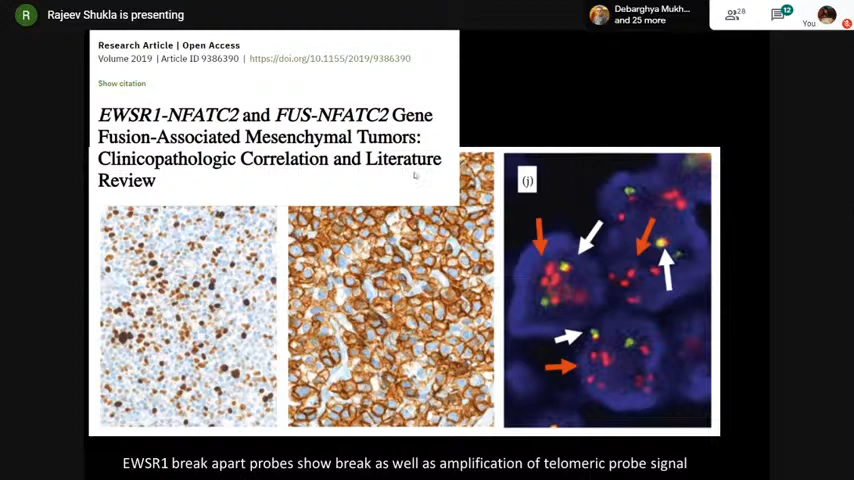 R
Rajeev Shukla is presenting
Debarghya Mukh...
and 25 more
28
12
You
Research Article | Open Access
Volume 2019 | Article ID 9386390 | https://doi.org/10.1155/2019/9386390
Show citation
EWSR1-NFATC2 and FUS-NFATC2 Gene
Fusion-Associated Mesenchymal Tumors:
Clinicopathologic Correlation and Literature
Review
(j)
EWSR1 break apart probes show break as well as amplification of telomeric probe signal